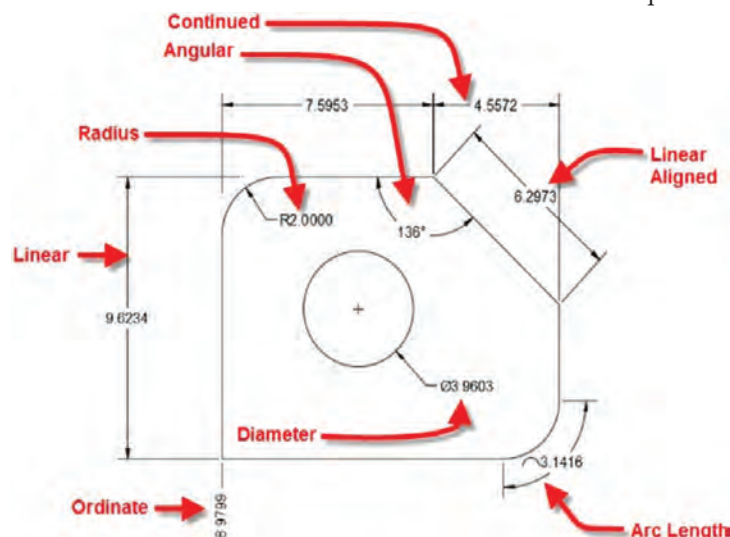 Continued
Angular
7.5953
4.5572
Radius
Linear
Aligned
6.2973
R2.0000
136°
Linear
9.6234
Ø3.9603
Diameter
⌒3.1416
Ordinate
8.9799
Arc Length